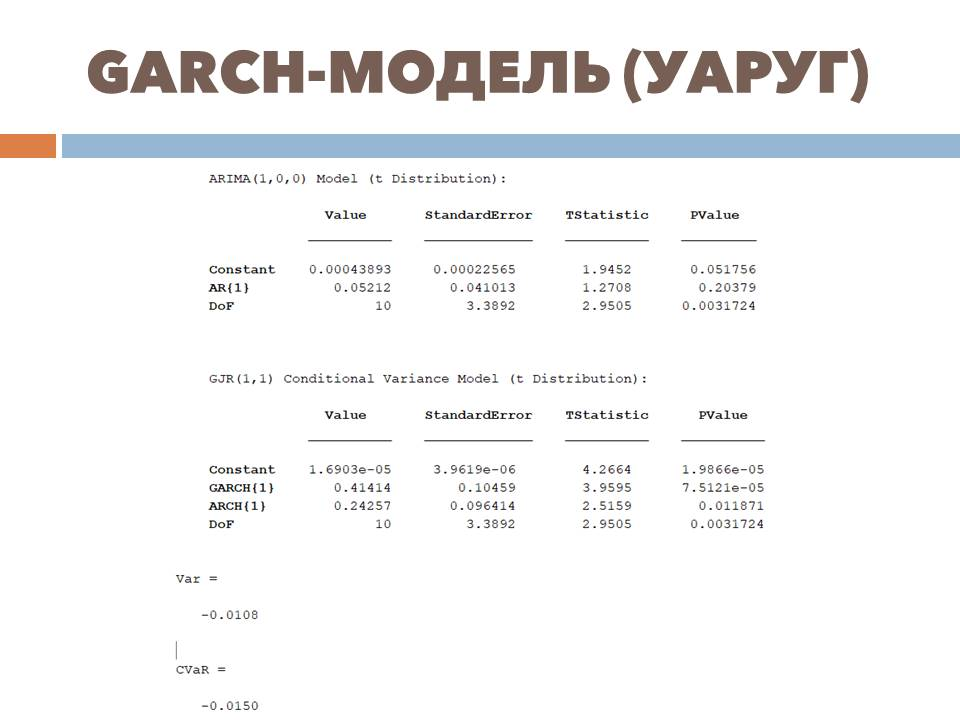 GARCH-МОДЕЛЬ (УАРУГ)
ARIMA(1,0,0) Model (t Distribution):
Value StandardError TStatistic PValue
Constant 0.00043893 0.00022565 1.9452 0.051756
AR{1} 0.05212 0.041013 1.2708 0.20379
DoF 10 3.3892 2.9505 0.0031724
GJR(1,1) Conditional Variance Model (t Distribution):
Value StandardError TStatistic PValue
Constant 1.6903e-05 3.9619e-06 4.2664 1.9866e-05
GARCH{1} 0.41414 0.10459 3.9595 7.5121e-05
ARCH{1} 0.24257 0.096414 2.5159 0.011871
DoF 10 3.3892 2.9505 0.0031724
Var =
-0.0108
CVaR =
-0.0150